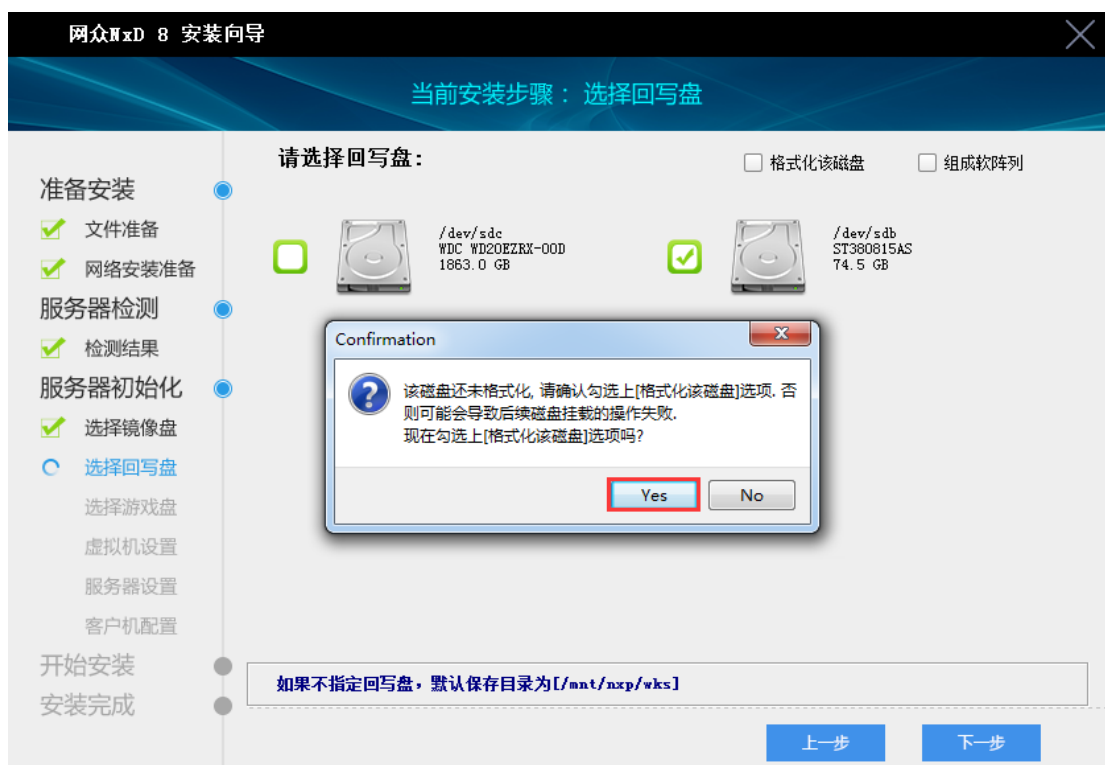 网众NxD 8 安装向导
当前安装步骤：选择回写盘
请选择回写盘:
格式化该磁盘
组成软阵列
准备安装
文件准备
网络安装准备
服务器检测
检测结果
服务器初始化
选择镜像盘
选择回写盘
选择游戏盘
虚拟机设置
服务器设置
客户机配置
开始安装
安装完成
/dev/sdc
WDC WD20EZRX-00D
1863.0 GB
/dev/sdb
ST380815AS
74.5 GB
Confirmation
该磁盘还未格式化, 请确认勾选上[格式化该磁盘]选项. 否
则可能会导致后续磁盘挂载的操作失败.
现在勾选上[格式化该磁盘]选项吗?
Yes
No
如果不指定回写盘，默认保存目录为[/mnt/nxp/wks]
上一步
下一步